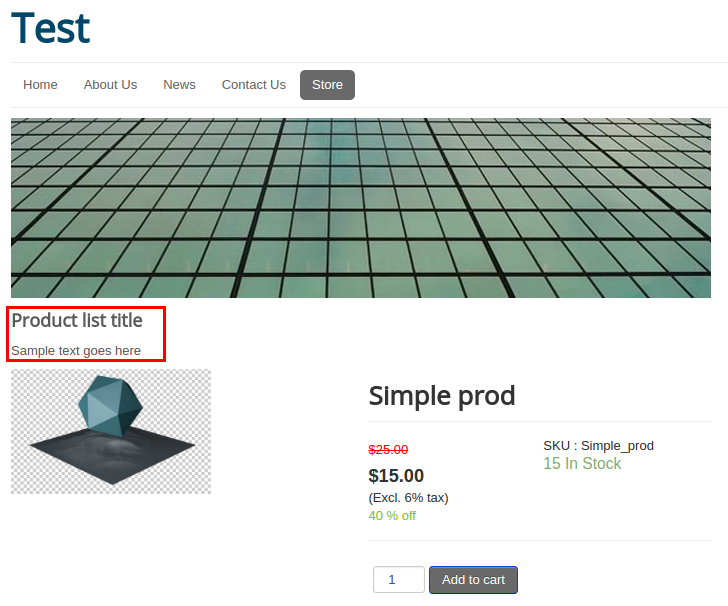 Test
Home About Us News Contact Us Store
Product list title
Sample text goes here
Simple prod
$25.00
SKU : Simple_prod
15 In Stock
$15.00
(Excl. 6% tax)
40 % off
1 Add to cart